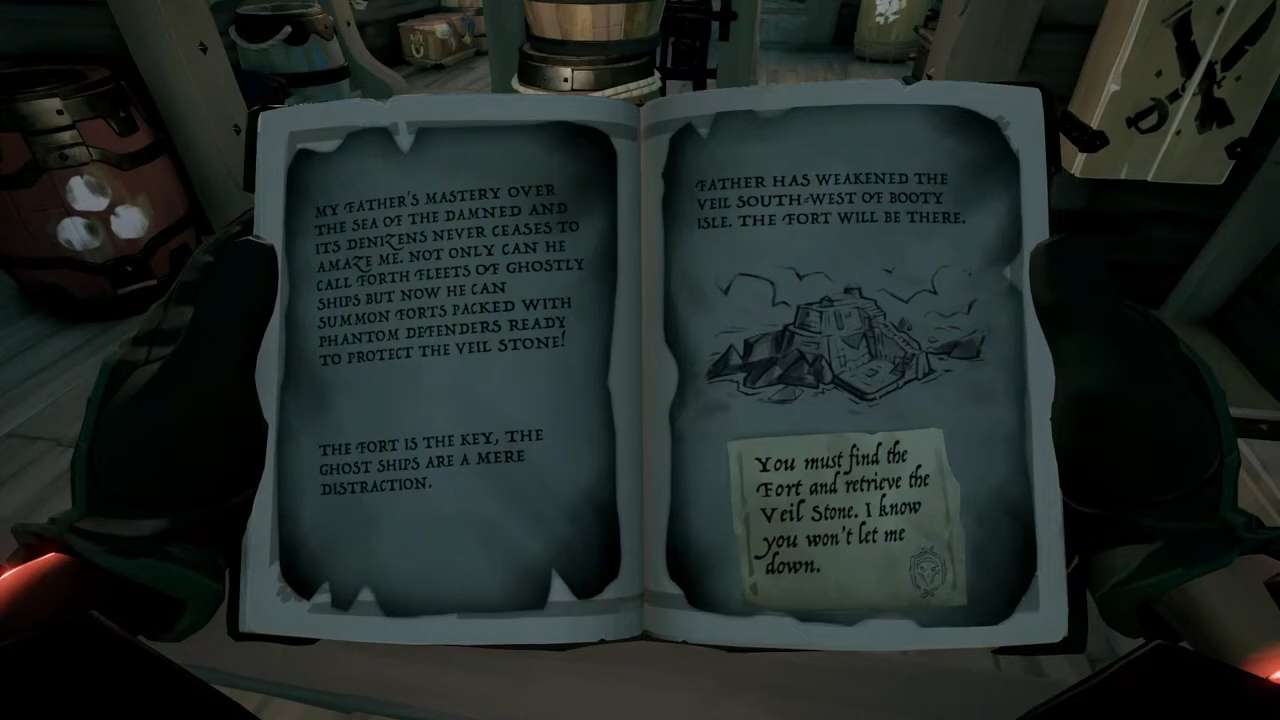 MY FATHER'S MASTERY OVER
THE SEA OF THE DAMNED AND
ITS DENIZENS NEVER CEASES TO
AMAZE ME. NOT ONLY CAN HE
CALL FORTH FLEETS OF GHOSTLY
SHIPS BUT NOW HE CAN
SUMMON FORTS PACKED WITH
PHANTOM DEFENDERS READY
TO PROTECT THE VEIL STONE!
THE FORT IS THE KEY, THE
GHOST SHIPS ARE A MERE
DISTRACTION.
FATHER HAS WEAKENED THE
VEIL SOUTH-WEST OF BOOTY
ISLE. THE FORT WILL BE THERE.
You must find the
Fort and retrieve the
Veil Stone. I know
you won't let me
down.